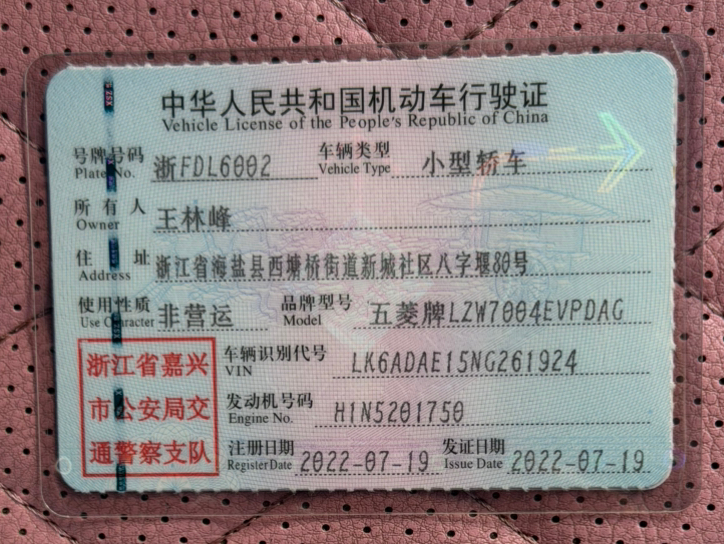 中华人民共和国机动车行驶证
Vehicle License of the People's Republic of China
号牌号码 Plate No. 浙FDL6002 车辆类型 Vehicle Type 小型轿车
所有人 Owner 王林峰
住址 Address 浙江省海盐县西塘桥街道新城社区八字堰80号
使用性质 Use Character 非营运 品牌型号 Model 五菱牌LZW7004EVPDAG
浙江省嘉兴
市公安局交
通警察支队
车辆识别代号 VIN LK6ADAE15NG261924
发动机号码 Engine No. H1N5201750
注册日期 Register Date 2022-07-19 发证日期 Issue Date 2022-07-19